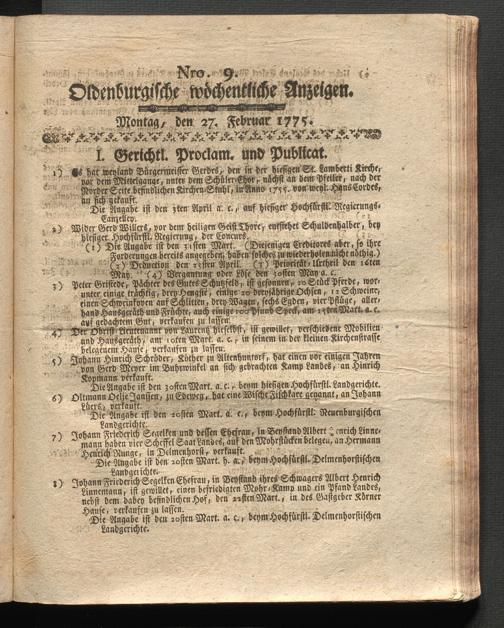 Nro. 9.
Oldenburgische wöchentliche Anzeigen.
Montag, den 27. Februar 1775.
I. Gerichtl. Proclam. und Publicat.
1) Es hat weyland Bürgermeister Gerdes, den in der hiesigen St. Lamberti Kirche,
vor dem Mittelgange, unter dem Schüler-Chor, nächst an dem Pfeiler, nach der
Norder Seite befindlichen Kirchen-Stuhl, in Anno 1755. von weyl. Hans Cordes,
an sich gekauft.
Die Angabe ist den 3ten April a. c., auf hiesiger Hochfürstl. Regierungs-
Canzelley.
2) Wider Gerd Willers, vor dem heiligen Geist Thore, entstehet Schuldenhalber, bey
hiesiger Hochfürstl. Regierung, der Concurs.
(1) Die Angabe ist den 31sten Mart. (Diejenigen Creditores aber, so ihre
Forderungen bereits angegeben, haben solches zu wiederholen nicht nöthig.)
(2) Deduction den 25sten April. (3) Prioritäts-Urtheil den 16ten
May. (4) Vergantung oder Löse den 30sten May a. c.
3) Peter Griffede, Pächter des Gutes Schutzfeld, ist gesonnen, 20 Stück Pferde, wor-
unter einige trächtig, drey Hengste, einige 20 dreyjährige Ochsen, 12 Schweine,
einen Schweinkoven auf Schlitten, drey Wagen, sechs Egden, vier Pflüge, aller-
hand Hausgeräth und Früchte, auch einige 100 Pfund Speck, am 15ten Mart. a. c.
auf gedachtem Gut, verkaufen zu lassen.
4) Der Obrist Lieutenant von Laureng hieselbst, ist gewillet, verschiedene Mobilien
und Hausgeräth, am 10ten Mart. a. c., in seinem in der kleinen Kirchenstrasse
belegenem Hause, verkaufen zu lassen.
5) Johann Hinrich Schröder, Köther zu Altenhuntorf, hat einen vor einigen Jahren
von Gerd Meyer im Buhrwinkel an sich gebrachten Kamp Landes, an Hinrich
Kopmann verkauft.
Die Angabe ist den 30sten Mart. a. c., beym hiesigen Hochfürstl. Landgerichte.
6) Oltmann Oelje Janssen, zu Edewey, hat eine Wische Fischkare genannt, an Johann
Lüers, verkauft.
Die Angabe ist den 20sten Mart. a. c., beym Hochfürstl. Neuenburgischen
Landgerichte.
7) Johann Friederich Segelken und dessen Ehefrau, in Beystand Albert Henrich Linne-
mann haben vier Scheffel Saat Landes, auf den Mohrstücken belegen, an Hermann
Henrich Runge, in Delmenhorst, verkauft.
Die Angabe ist den 20sten Mart. h. a., beym Hochfürstl. Delmenhorstischen
Landgerichte.
8) Johann Friederich Segelken Ehefrau, in Beystand ihres Schwagers Albert Henrich
Linnemann, ist gewillet, einen befriedigten Mohr-Kamp und ein Pfand Landes,
nebst dem dabey befindlichen Hof, den 22sten Mart., in des Gastgeber Körner
Hause, verkaufen zu lassen.
Die Angabe ist den 20sten Mart. a. c., beym Hochfürstl. Delmenhorstischen
Landgerichte.